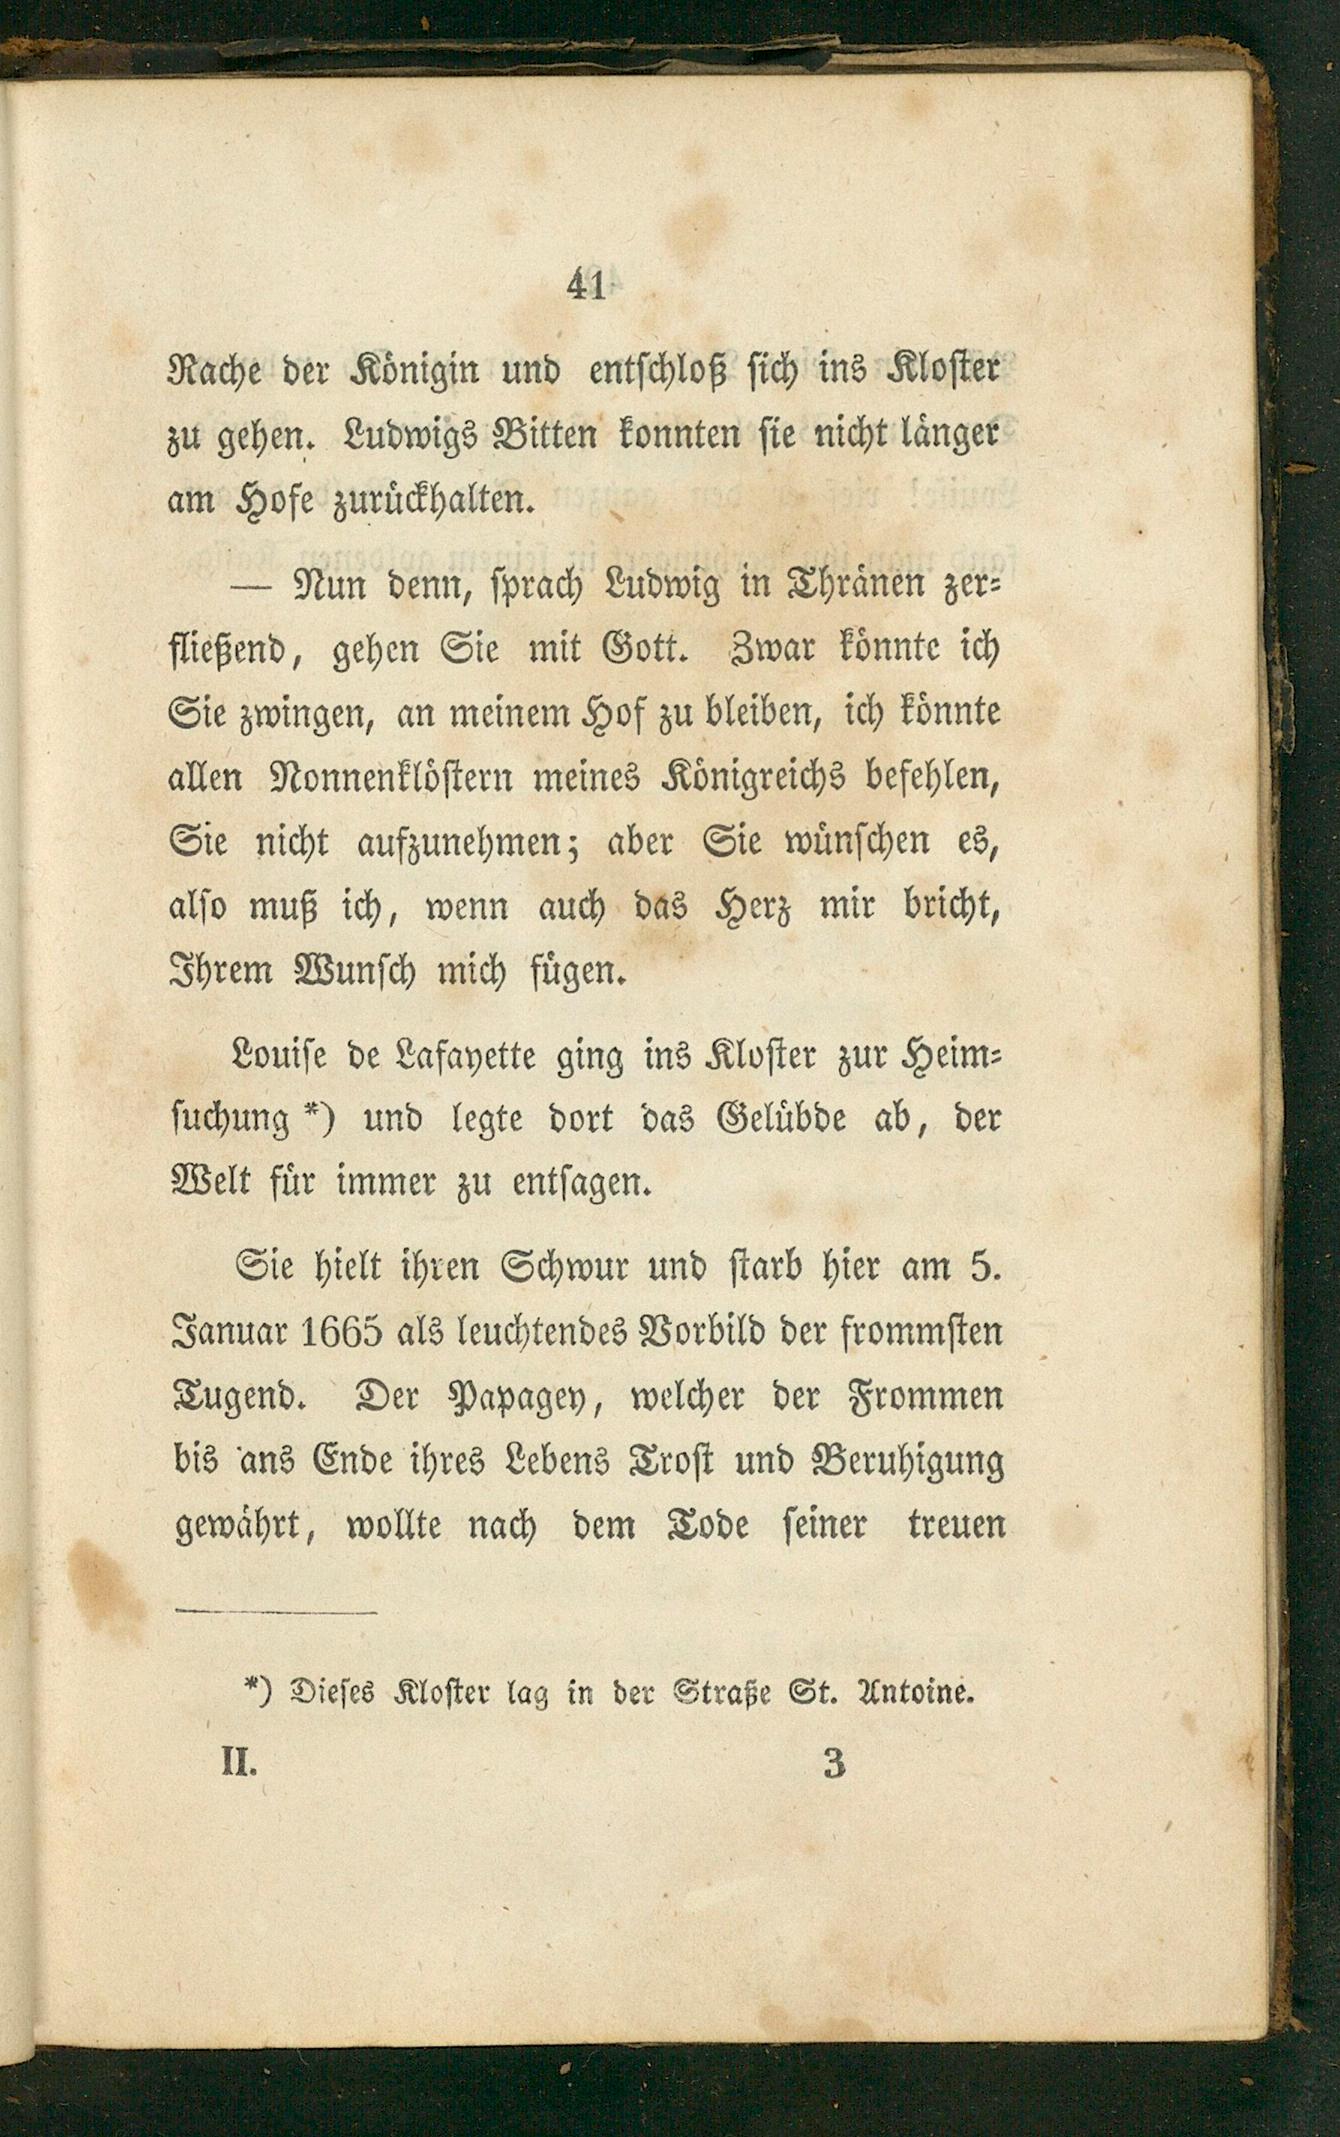 41
Rache der Königin und entschloß sich ins Kloster
zu gehen. Ludwigs Bitten konnten sie nicht länger
am Hofe zurückhalten.
— Nun denn, sprach Ludwig in Thränen zer-
fließend, gehen Sie mit Gott. Zwar könnte ich
Sie zwingen, an meinem Hof zu bleiben, ich könnte
allen Nonnenklöstern meines Königreichs befehlen,
Sie nicht aufzunehmen; aber Sie wünschen es,
also muß ich, wenn auch das Herz mir bricht,
Ihrem Wunsch mich fügen.
Louise de Lafayette ging ins Kloster zur Heim-
suchung *) und legte dort das Gelübde ab, der
Welt für immer zu entsagen.
Sie hielt ihren Schwur und starb hier am 5.
Januar 1665 als leuchtendes Vorbild der frommsten
Tugend. Der Papagey, welcher der Frommen
bis ans Ende ihres Lebens Trost und Beruhigung
gewährt, wollte nach dem Tode seiner treuen
*) Dieses Kloster lag in der Straße St. Antoine.
II. 3